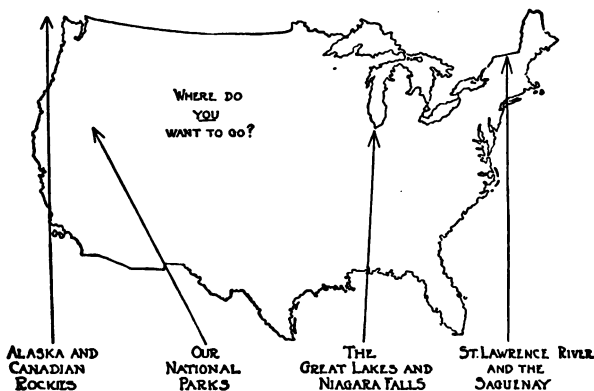 WHERE DO
YOU
WANT TO GO?
ALASKA AND
CANADIAN
ROCKIES
OUR
NATIONAL
PARKS
THE
GREAT LAKES AND
NIAGARA FALLS
ST. LAWRENCE RIVER
AND THE
SAGUENAY